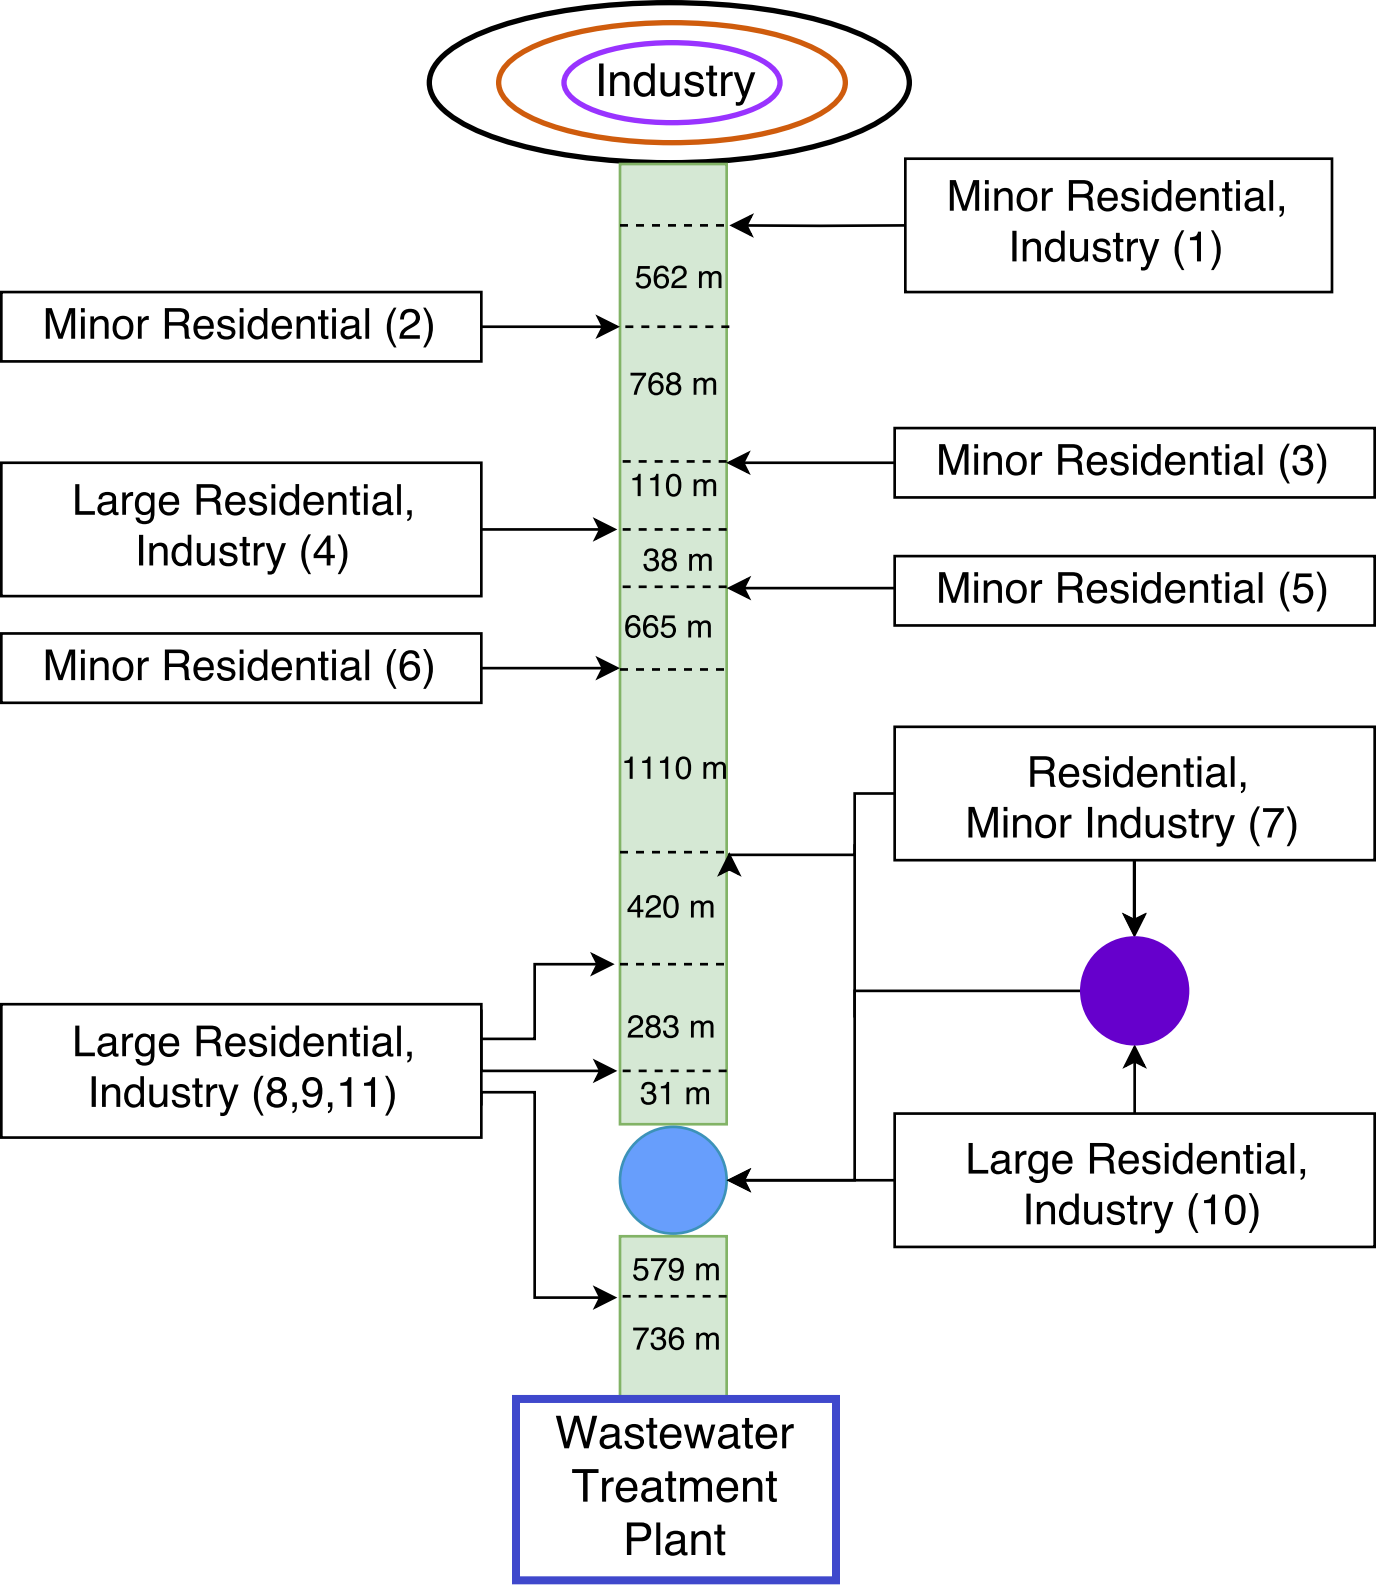 Industry
Minor Residential,
Industry (1)
562 m
Minor Residential (2)
768 m
Minor Residential (3)
110 m
Large Residential,
Industry (4)
38 m
Minor Residential (5)
665 m
Minor Residential (6)
1110 m
Residential,
Minor Industry (7)
420 m
283 m
Large Residential,
Industry (8,9,11)
31 m
Large Residential,
Industry (10)
579 m
736 m
Wastewater
Treatment
Plant